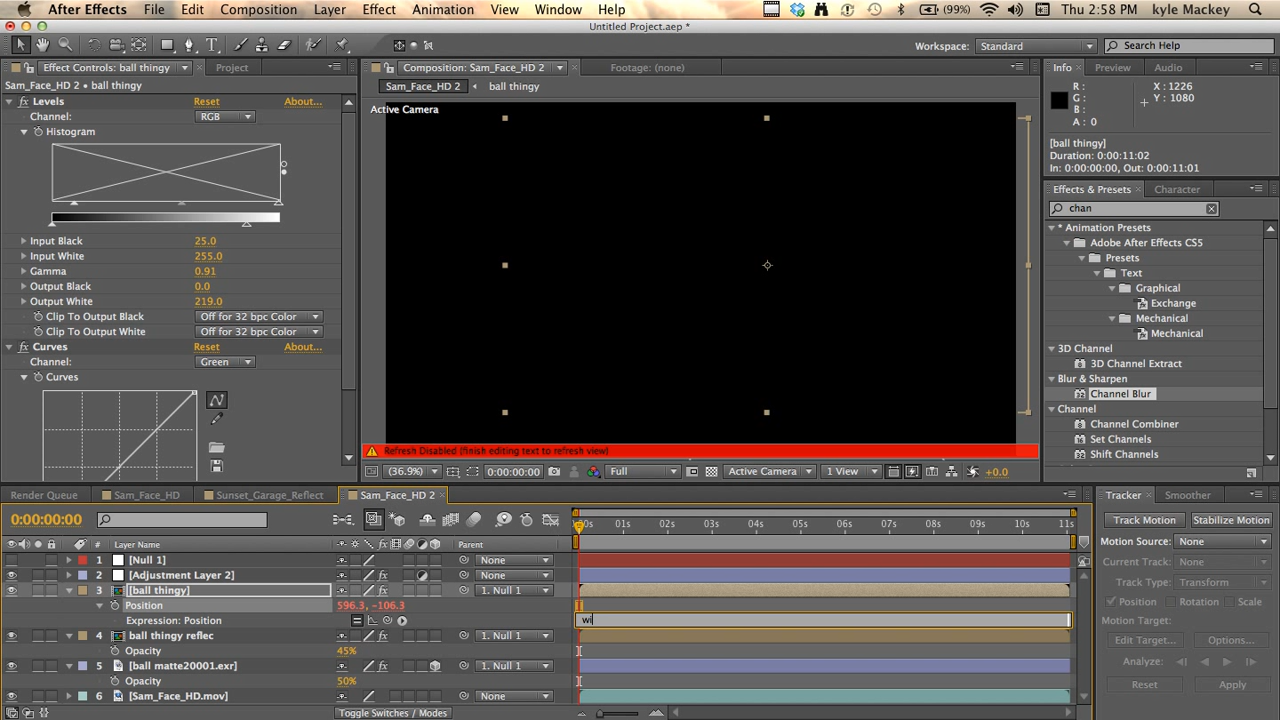 After Effects File Edit Composition Layer Effect Animation View Window Help (99%) Thu 2:58 PM kyle Mackey
Untitled Project.aep *
Workspace: Standard Search Help
Effect Controls: ball thingy Project
Sam_Face_HD 2 • ball thingy
Levels Reset About...
Channel: RGB
Histogram
Input Black 25.0
Input White 255.0
Gamma 0.91
Output Black 0.0
Output White 219.0
Clip To Output Black Off for 32 bpc Color
Clip To Output White Off for 32 bpc Color
Curves Reset About...
Channel: Green
Curves
Composition: Sam_Face_HD 2 Footage: (none)
Sam_Face_HD 2 ball thingy
Active Camera
Refresh Disabled (finish editing text to refresh view)
(36.9%) 0:00:00:00 Full Active Camera 1 View +0.0
Info Preview Audio
R : X : 1226
G : Y : 1080
B :
A : 0
[ball thingy]
Duration: 0:00:11:02
In: 0:00:00:00, Out: 0:00:11:01
Effects & Presets Character
chan
* Animation Presets
Adobe After Effects CS5
Presets
Text
Graphical
Exchange
Mechanical
Mechanical
3D Channel
3D Channel Extract
Blur & Sharpen
Channel Blur
Channel
Channel Combiner
Set Channels
Shift Channels
Render Queue Sam_Face_HD Sunset_Garage_Reflect Sam_Face_HD 2
0:00:00:00
:00s 01s 02s 03s 04s 05s 06s 07s 08s 09s 10s 11s
# Layer Name Parent
1 [Null 1] None
2 [Adjustment Layer 2] None
3 [ball thingy] 1. Null 1
Position 596.3, -106.3
Expression: Position wi
4 ball thingy reflec 1. Null 1
Opacity 45%
5 [ball matte20001.exr] 1. Null 1
Opacity 50%
6 [Sam_Face_HD.mov] None
Toggle Switches / Modes
Tracker Smoother
Track Motion Stabilize Motion
Motion Source: None
Current Track: None
Track Type: Transform
Position Rotation Scale
Motion Target:
Edit Target... Options...
Analyze:
Reset Apply